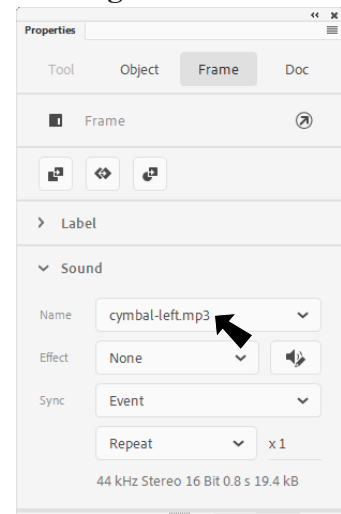 Properties
Tool Object Frame Doc
Frame
Label
Sound
Name cymbal-left.mp3
Effect None
Sync Event
Repeat x 1
44 kHz Stereo 16 Bit 0.8 s 19.4 kB